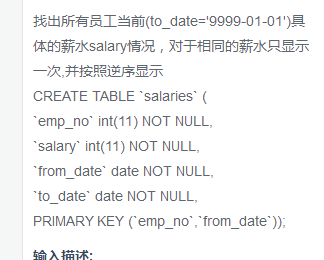 找出所有员工当前(to_date='9999-01-01')具
体的薪水salary情况，对于相同的薪水只显示
一次,并按照逆序显示
CREATE TABLE `salaries` (
`emp_no` int(11) NOT NULL,
`salary` int(11) NOT NULL,
`from_date` date NOT NULL,
`to_date` date NOT NULL,
PRIMARY KEY (`emp_no`,`from_date`));
输入描述: